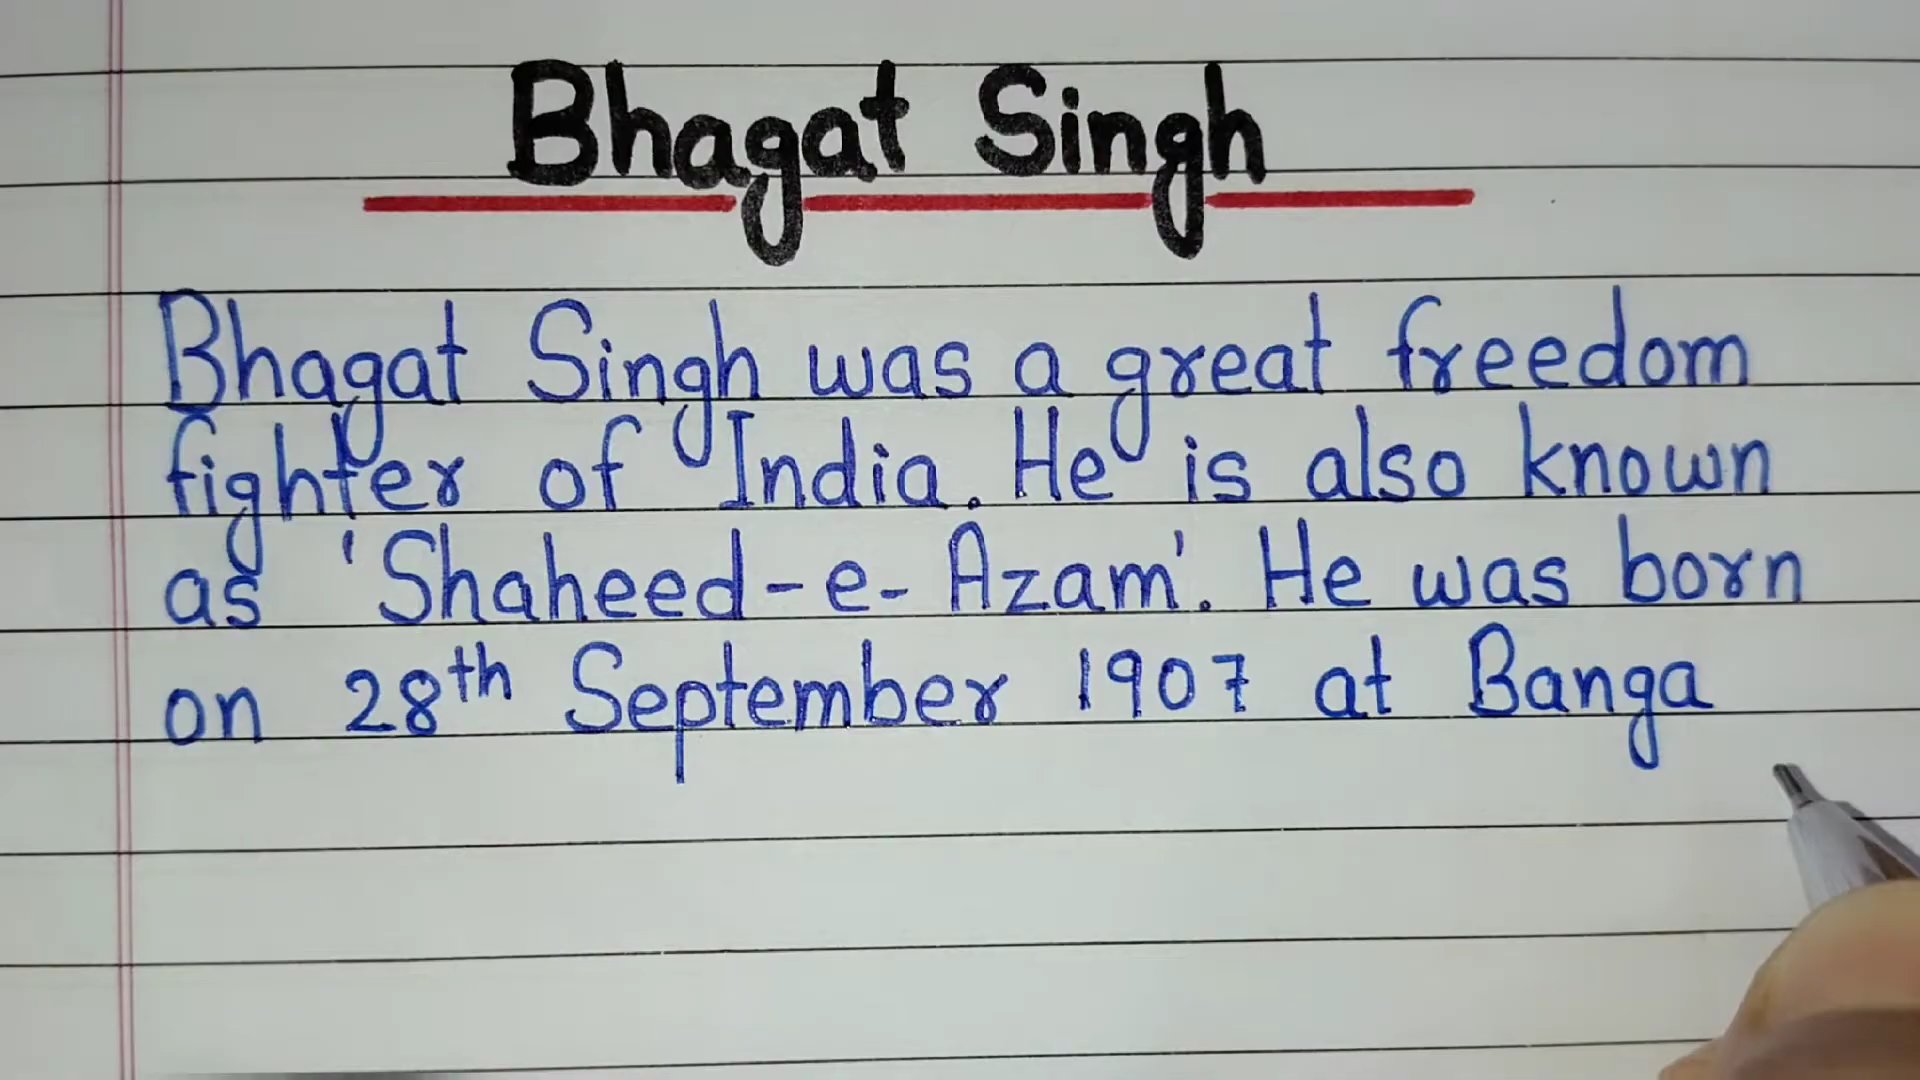 Bhagat Singh
Bhagat Singh was a great freedom
fighter of India. He is also known
as 'Shaheed-e-Azam'. He was born
on 28th September 1907 at Banga